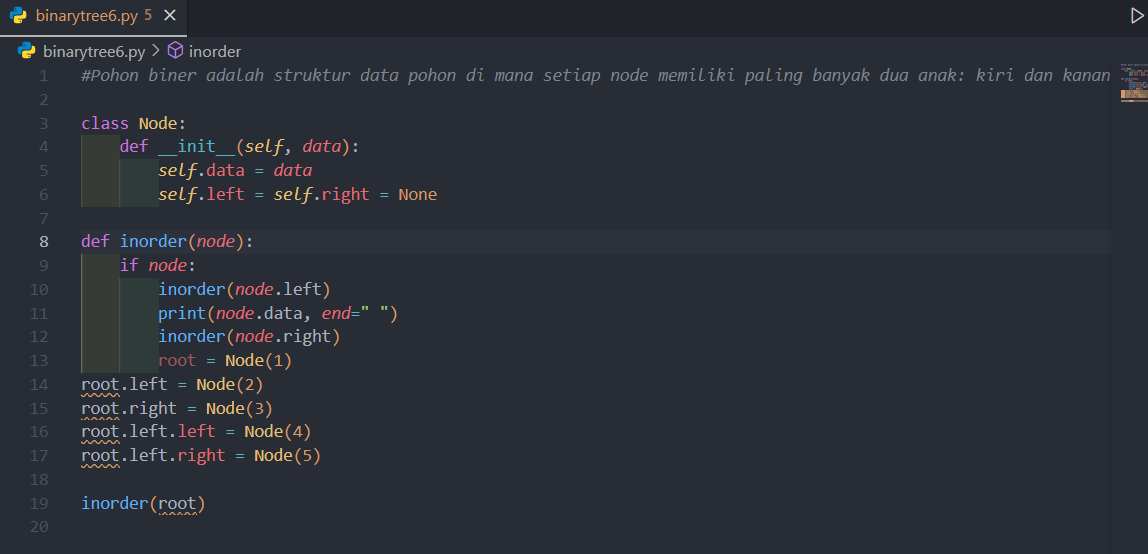 binarytree6.py 5
binarytree6.py > inorder
1 #Pohon biner adalah struktur data pohon di mana setiap node memiliki paling banyak dua anak: kiri dan kanan
2
3 class Node:
4     def __init__(self, data):
5         self.data = data
6         self.left = self.right = None
7
8 def inorder(node):
9     if node:
10         inorder(node.left)
11         print(node.data, end=" ")
12         inorder(node.right)
13         root = Node(1)
14 root.left = Node(2)
15 root.right = Node(3)
16 root.left.left = Node(4)
17 root.left.right = Node(5)
18
19 inorder(root)
20